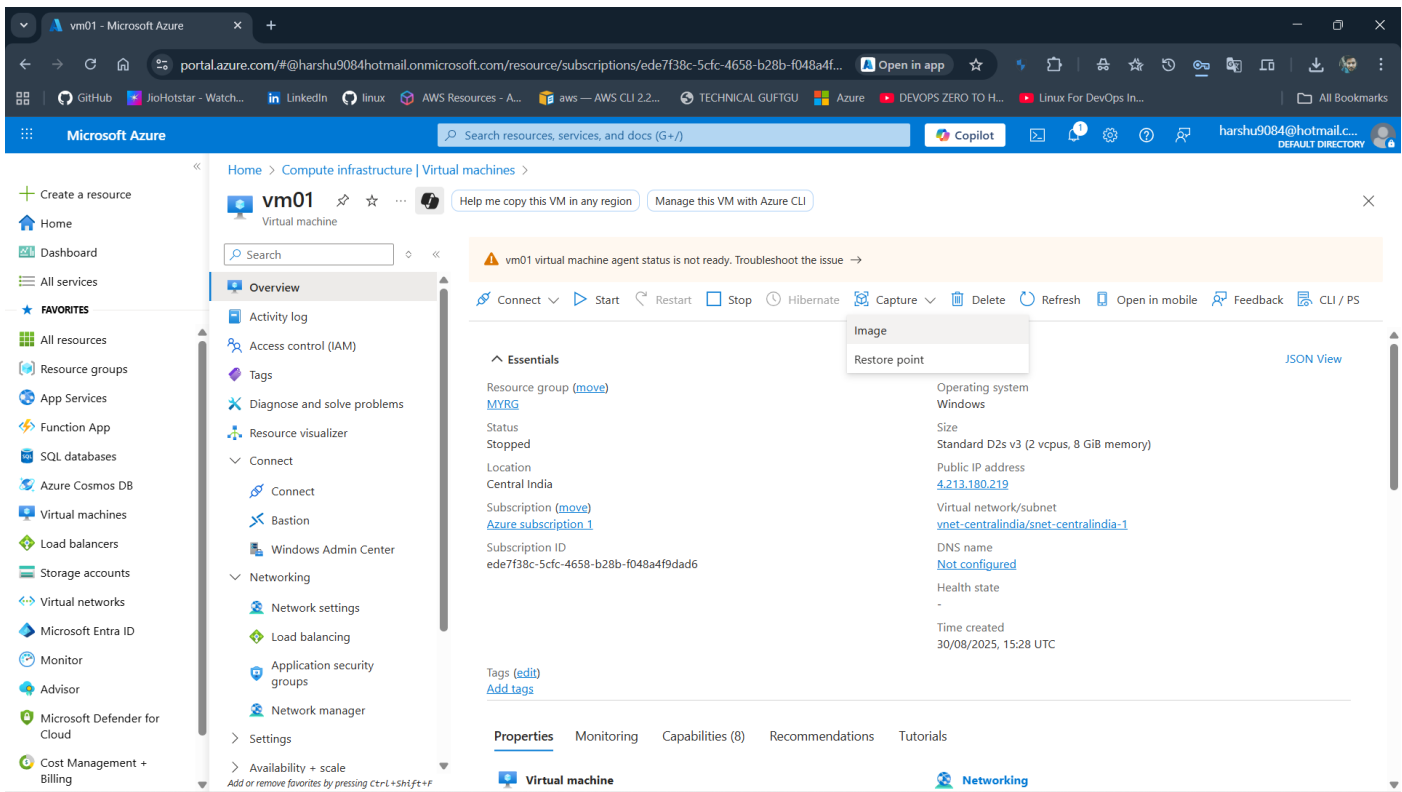 vm01 - Microsoft Azure
portal.azure.com/#@harshu9084hotmail.onmicrosoft.com/resource/subscriptions/ede7f38c-5cfc-4658-b28b-f048a4f...
Open in app
GitHub
JioHotstar - Watch...
LinkedIn
linux
AWS Resources - A...
aws — AWS CLI 2.2...
TECHNICAL GUFTGU
Azure
DEVOPS ZERO TO H...
Linux For DevOps In...
All Bookmarks
Microsoft Azure
Search resources, services, and docs (G+/)
Copilot
1
harshu9084@hotmail.c...
DEFAULT DIRECTORY
Create a resource
Home
Dashboard
All services
FAVORITES
All resources
Resource groups
App Services
Function App
SQL databases
Azure Cosmos DB
Virtual machines
Load balancers
Storage accounts
Virtual networks
Microsoft Entra ID
Monitor
Advisor
Microsoft Defender for
Cloud
Cost Management +
Billing
Home > Compute infrastructure | Virtual machines >
vm01
Virtual machine
Help me copy this VM in any region
Manage this VM with Azure CLI
Search
Overview
Activity log
Access control (IAM)
Tags
Diagnose and solve problems
Resource visualizer
Connect
Connect
Bastion
Windows Admin Center
Networking
Network settings
Load balancing
Application security
groups
Network manager
Settings
Availability + scale
Add or remove favorites by pressing Ctrl+Shift+F
vm01 virtual machine agent status is not ready. Troubleshoot the issue →
Connect
Start
Restart
Stop
Hibernate
Capture
Delete
Refresh
Open in mobile
Feedback
CLI / PS
Image
Restore point
Essentials
JSON View
Resource group (move)
MYRG
Status
Stopped
Location
Central India
Subscription (move)
Azure subscription 1
Subscription ID
ede7f38c-5cfc-4658-b28b-f048a4f9dad6
Operating system
Windows
Size
Standard D2s v3 (2 vcpus, 8 GiB memory)
Public IP address
4.213.180.219
Virtual network/subnet
vnet-centralindia/snet-centralindia-1
DNS name
Not configured
Health state
-
Time created
30/08/2025, 15:28 UTC
Tags (edit)
Add tags
Properties
Monitoring
Capabilities (8)
Recommendations
Tutorials
Virtual machine
Networking